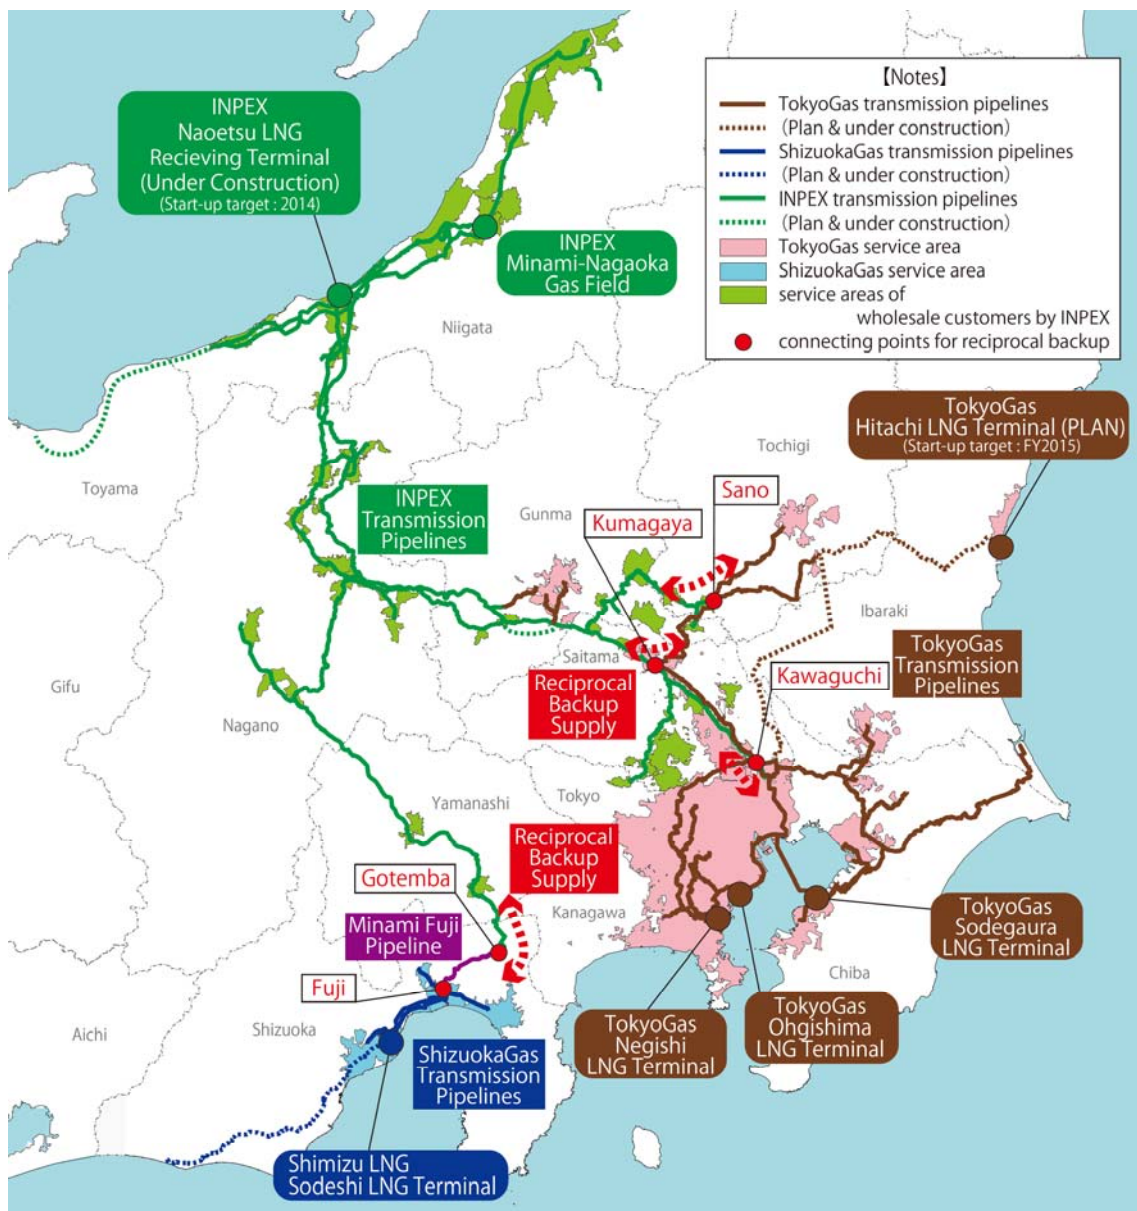 INPEX
Naoetsu LNG
Recieving Terminal
(Under Construction)
(Start-up target : 2014)
INPEX
Minami-Nagaoka
Gas Field
【Notes】
TokyoGas transmission pipelines
(Plan & under construction)
ShizuokaGas transmission pipelines
(Plan & under construction)
INPEX transmission pipelines
(Plan & under construction)
TokyoGas service area
ShizuokaGas service area
service areas of
wholesale customers by INPEX
connecting points for reciprocal backup
Niigata
TokyoGas
Hitachi LNG Terminal (PLAN)
(Start-up target : FY2015)
Tochigi
Toyama
INPEX
Transmission
Pipelines
Gunma
Sano
Kumagaya
Ibaraki
TokyoGas
Transmission
Pipelines
Saitama
Kawaguchi
Reciprocal
Backup
Supply
Gifu
Nagano
Tokyo
Yamanashi
Reciprocal
Backup
Supply
Gotemba
Minami Fuji
Pipeline
Kanagawa
TokyoGas
Sodegaura
LNG Terminal
Chiba
Fuji
Shizuoka
Aichi
TokyoGas
Negishi
LNG Terminal
TokyoGas
Ohgishima
LNG Terminal
ShizuokaGas
Transmission
Pipelines
Shimizu LNG
Sodeshi LNG Terminal